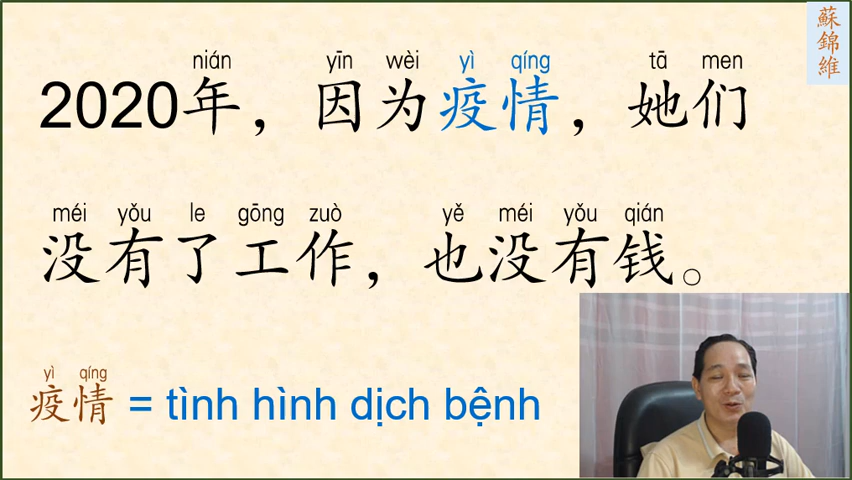 蘇錦維
nián yīn wèi yì qíng tā men
2020年，因为疫情，她们
méi yǒu le gōng zuò yě méi yǒu qián
没有了工作，也没有钱。
yì qíng
疫情 = tình hình dịch bệnh